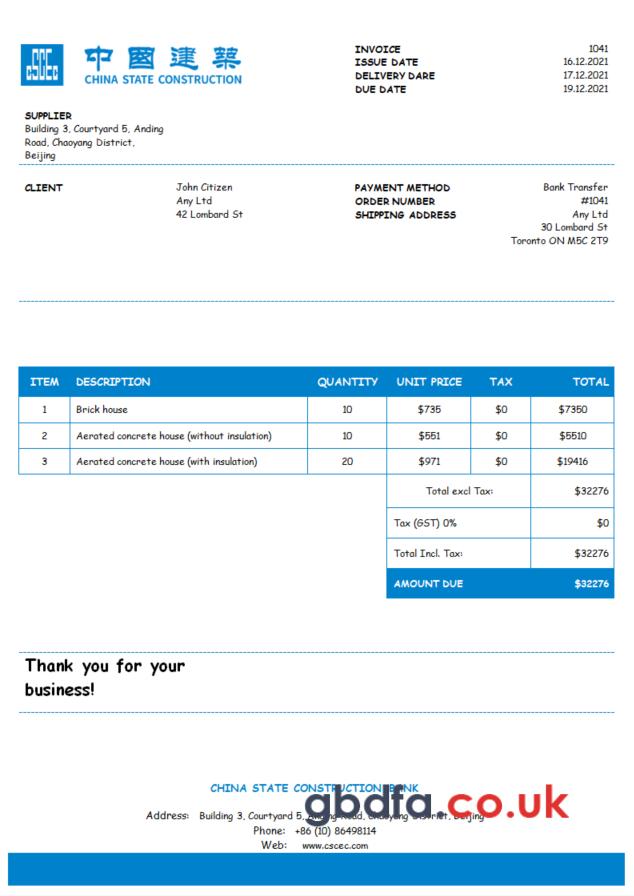 CSCEC
中國建築
CHINA STATE CONSTRUCTION
INVOICE 1041
ISSUE DATE 16.12.2021
DELIVERY DARE 17.12.2021
DUE DATE 19.12.2021
SUPPLIER
Building 3, Courtyard 5, Anding
Road, Chaoyang District,
Beijing
CLIENT John Citizen
Any Ltd
42 Lombard St
PAYMENT METHOD Bank Transfer
ORDER NUMBER #1041
SHIPPING ADDRESS Any Ltd
30 Lombard St
Toronto ON M5C 2T9
ITEM DESCRIPTION QUANTITY UNIT PRICE TAX TOTAL
1 Brick house 10 $735 $0 $7350
2 Aerated concrete house (without insulation) 10 $551 $0 $5510
3 Aerated concrete house (with insulation) 20 $971 $0 $19416
Total excl Tax: $32276
Tax (GST) 0% $0
Total Incl. Tax: $32276
AMOUNT DUE $32276
Thank you for your
business!
CHINA STATE CONSTRUCTION BANK
gbdfa.co.uk
Address: Building 3, Courtyard 5, Anding Road, Chaoyang District, Beijing
Phone: +86 (10) 86498114
Web: www.cscec.com